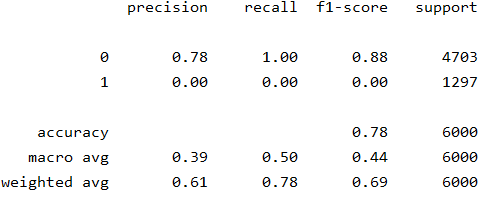 precision recall f1-score support
0 0.78 1.00 0.88 4703
1 0.00 0.00 0.00 1297
accuracy 0.78 6000
macro avg 0.39 0.50 0.44 6000
weighted avg 0.61 0.78 0.69 6000